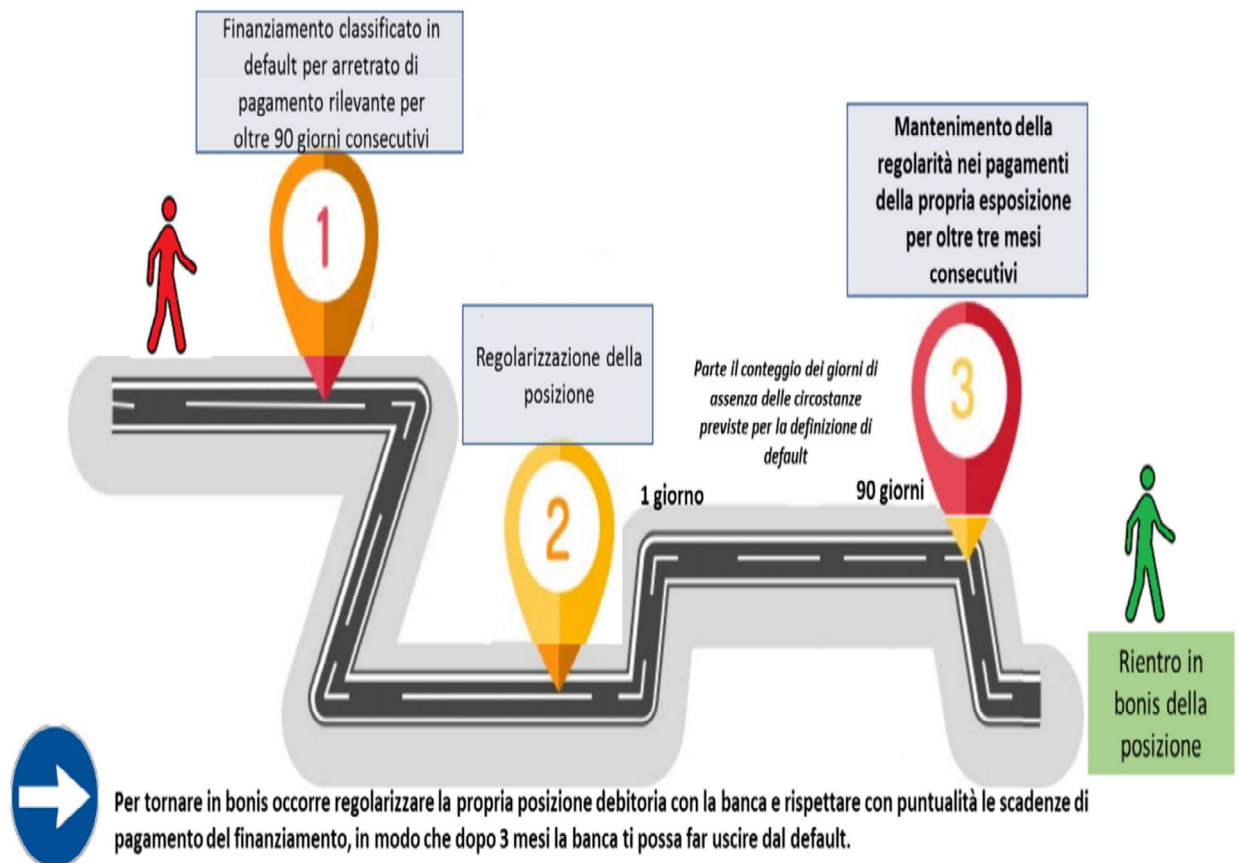 Finanziamento classificato in
default per arretrato di
pagamento rilevante per
oltre 90 giorni consecutivi
1
Mantenimento della
regolarità nei pagamenti
della propria esposizione
per oltre tre mesi
consecutivi
Regolarizzazione della
posizione
2
Parte il conteggio dei giorni di
assenza delle circostanze
previste per la definizione di
default
1 giorno
90 giorni
3
Rientro in
bonis della
posizione
Per tornare in bonis occorre regolarizzare la propria posizione debitoria con la banca e rispettare con puntualità le scadenze di
pagamento del finanziamento, in modo che dopo 3 mesi la banca ti possa far uscire dal default.